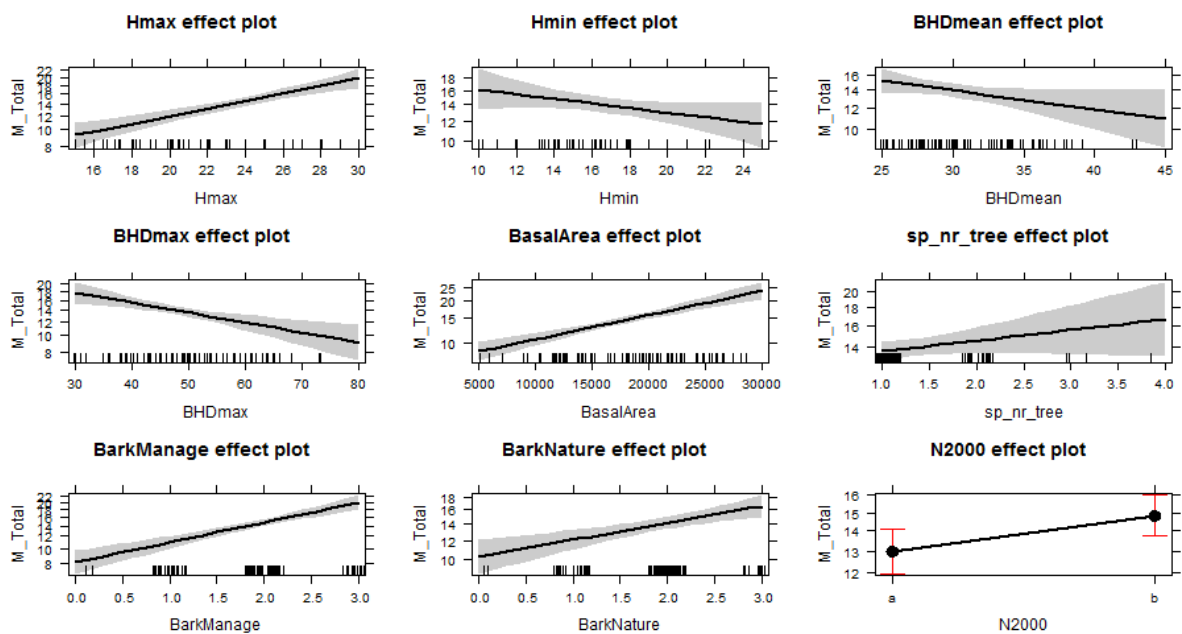 Hmax effect plot
M_Total
22
20
18
16
14
12
10
8
16 18 20 22 24 26 28 30
Hmax
Hmin effect plot
M_Total
18
16
14
12
10
10 12 14 16 18 20 22 24
Hmin
BHDmean effect plot
M_Total
16
14
12
10
25 30 35 40 45
BHDmean
BHDmax effect plot
M_Total
20
18
16
14
12
10
8
30 40 50 60 70 80
BHDmax
BasalArea effect plot
M_Total
25
20
15
10
5000 10000 15000 20000 25000 30000
BasalArea
sp_nr_tree effect plot
M_Total
20
18
16
14
1.0 1.5 2.0 2.5 3.0 3.5 4.0
sp_nr_tree
BarkManage effect plot
M_Total
22
20
18
16
14
12
10
8
0.0 0.5 1.0 1.5 2.0 2.5 3.0
BarkManage
BarkNature effect plot
M_Total
18
16
14
12
10
0.0 0.5 1.0 1.5 2.0 2.5 3.0
BarkNature
N2000 effect plot
M_Total
16
15
14
13
12
a b
N2000